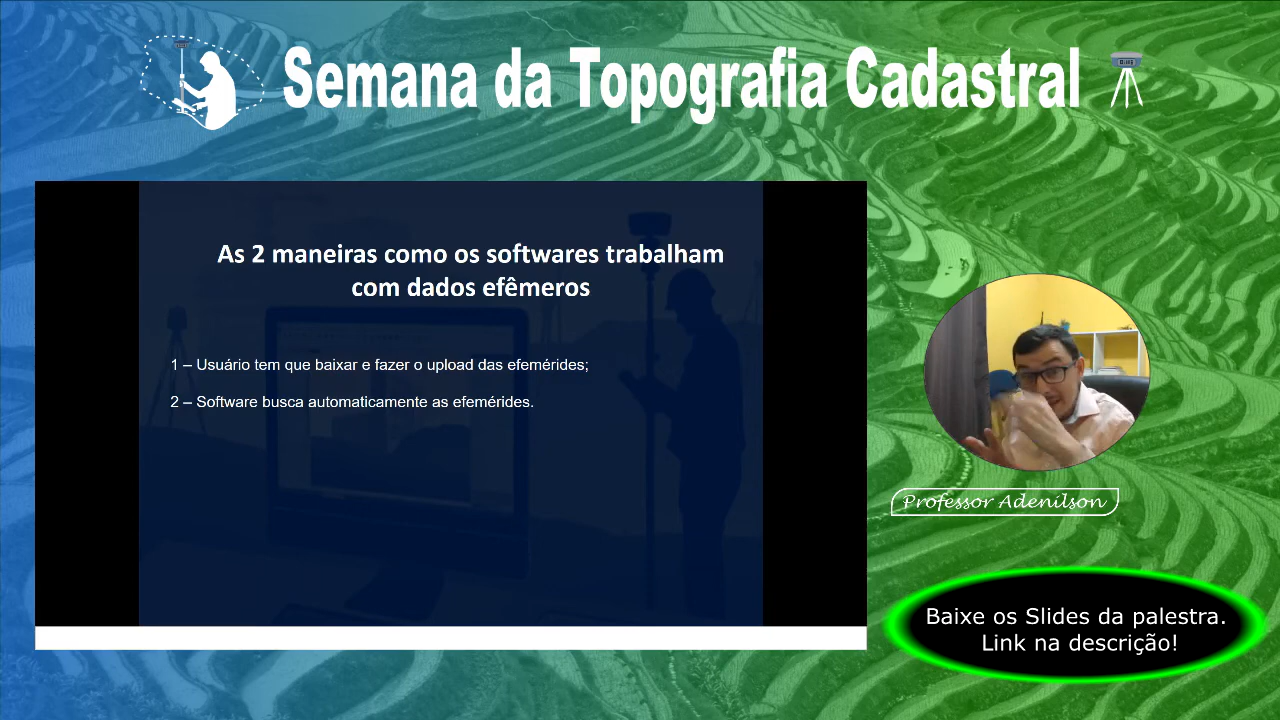 Semana da Topografia Cadastral
As 2 maneiras como os softwares trabalham
com dados efêmeros
1 – Usuário tem que baixar e fazer o upload das efemérides;
2 – Software busca automaticamente as efemérides.
Professor Adenilson
Baixe os Slides da palestra.
Link na descrição!